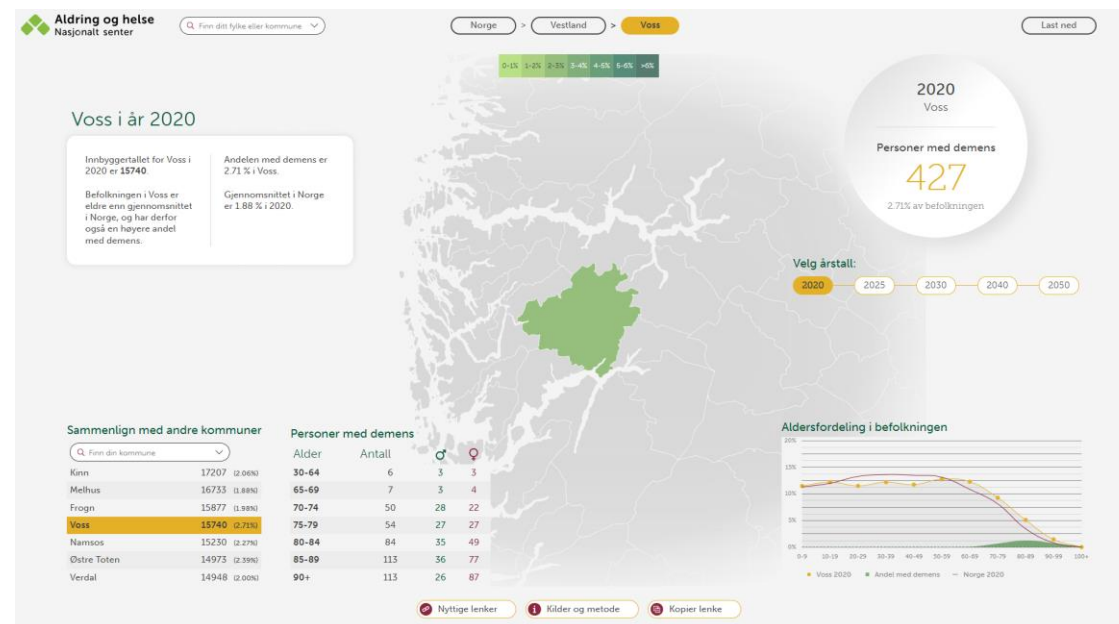 Aldring og helse
Nasjonalt senter
Finn ditt fylke eller kommune
Norge > Vestland > Voss
Last ned
0-1% 1-2% 2-3% 3-4% 4-5% 5-6% >6%
2020
Voss
Personer med demens
427
2.71% av befolkningen
Voss i år 2020
Innbyggertallet for Voss i
2020 er 15740.
Befolkningen i Voss er
eldre enn gjennomsnittet
i Norge, og har derfor
også en høyere andel
med demens.
Andelen med demens er
2.71 % i Voss.
Gjennomsnittet i Norge
er 1.88 % i 2020.
Velg årstall:
2020 2025 2030 2040 2050
Sammenlign med andre kommuner
Finn din kommune
Kinn 17207 (2.06%)
Melhus 16733 (1.88%)
Frogn 15877 (1.98%)
Voss 15740 (2.71%)
Namsos 15230 (2.27%)
Østre Toten 14973 (2.39%)
Verdal 14948 (2.00%)
Personer med demens
Alder Antall ♂ ♀
30-64 6 3 3
65-69 7 3 4
70-74 50 28 22
75-79 54 27 27
80-84 84 35 49
85-89 113 36 77
90+ 113 26 87
Aldersfordeling i befolkningen
20%
15%
10%
5%
0%
0-9 10-19 20-29 30-39 40-49 50-59 60-69 70-79 80-89 90-99 100+
Voss 2020 Andel med demens Norge 2020
Nyttige lenker
Kilder og metode
Kopier lenke